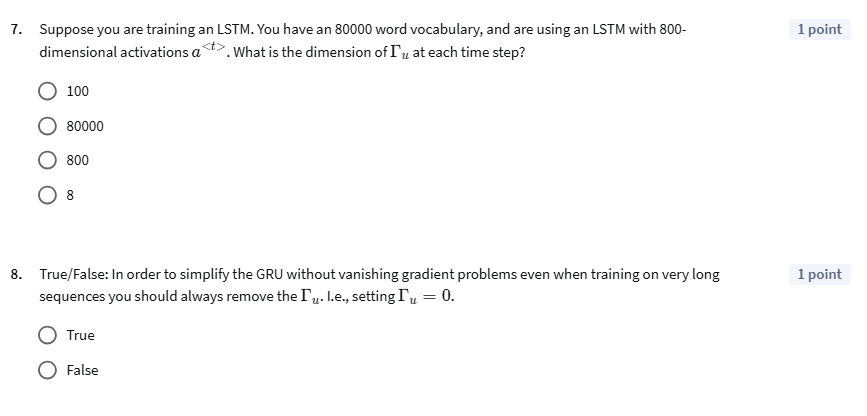 7. Suppose you are training an LSTM. You have an 80000 word vocabulary, and are using an LSTM with 800- 1 point
dimensional activations a^{<t>}. What is the dimension of Γ_u at each time step?
100
80000
800
8
8. True/False: In order to simplify the GRU without vanishing gradient problems even when training on very long 1 point
sequences you should always remove the Γ_u. I.e., setting Γ_u = 0.
True
False